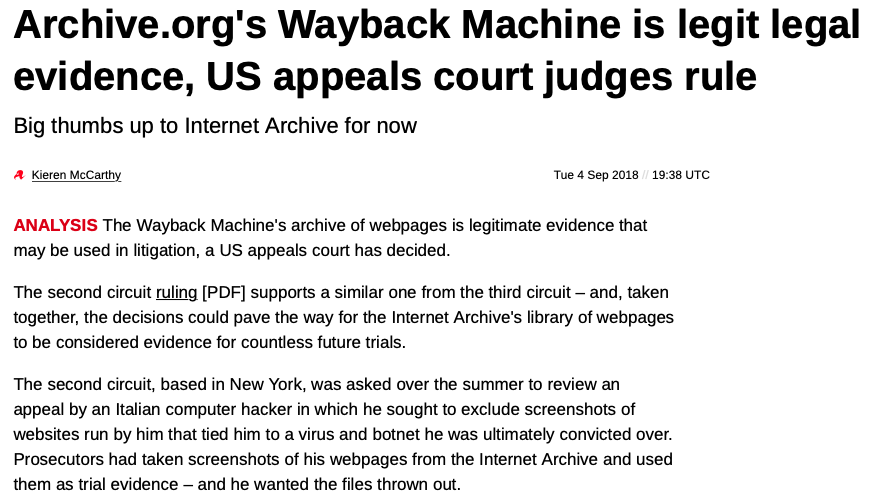 Archive.org's Wayback Machine is legit legal
evidence, US appeals court judges rule
Big thumbs up to Internet Archive for now
Kieren McCarthy
Tue 4 Sep 2018 // 19:38 UTC
ANALYSIS The Wayback Machine's archive of webpages is legitimate evidence that
may be used in litigation, a US appeals court has decided.
The second circuit ruling [PDF] supports a similar one from the third circuit – and, taken
together, the decisions could pave the way for the Internet Archive's library of webpages
to be considered evidence for countless future trials.
The second circuit, based in New York, was asked over the summer to review an
appeal by an Italian computer hacker in which he sought to exclude screenshots of
websites run by him that tied him to a virus and botnet he was ultimately convicted over.
Prosecutors had taken screenshots of his webpages from the Internet Archive and used
them as trial evidence – and he wanted the files thrown out.